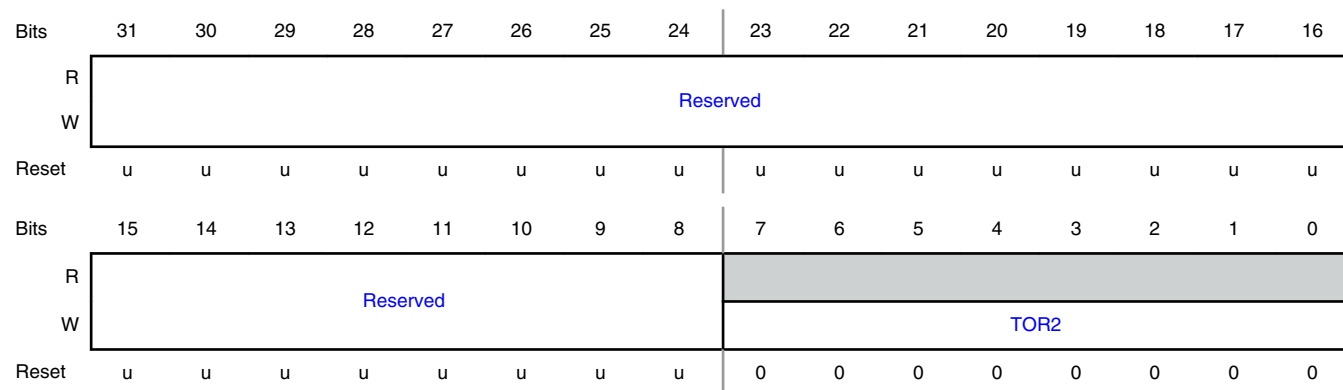 Bits 31 30 29 28 27 26 25 24 23 22 21 20 19 18 17 16
R
Reserved
W
Reset u u u u u u u u u u u u u u u u
Bits 15 14 13 12 11 10 9 8 7 6 5 4 3 2 1 0
R
Reserved
W TOR2
Reset u u u u u u u u 0 0 0 0 0 0 0 0